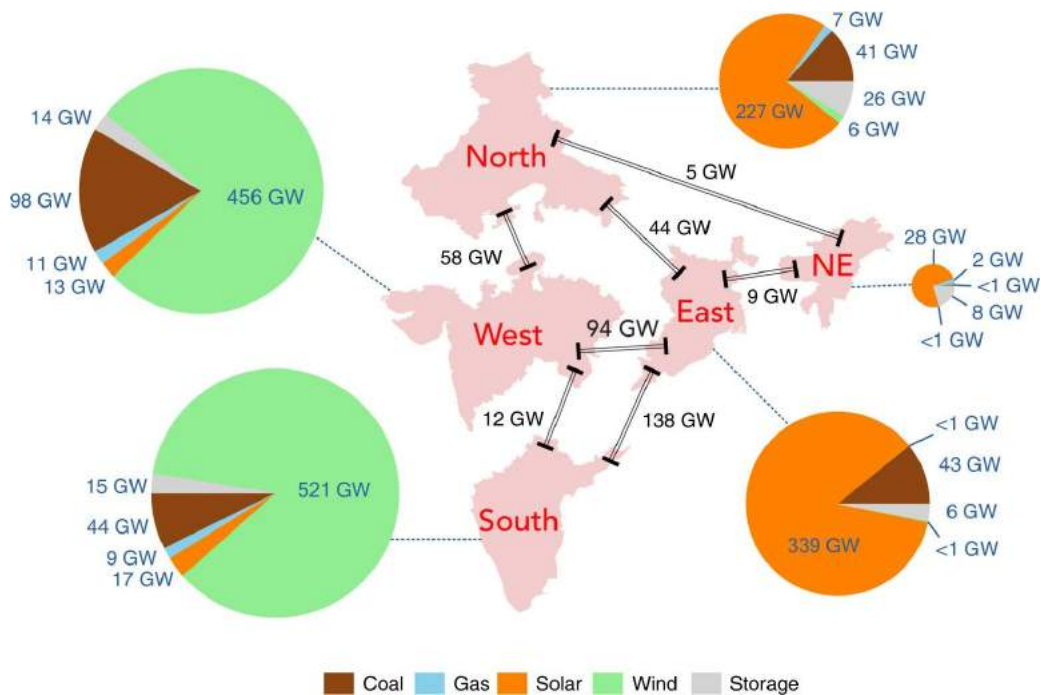 7 GW
41 GW
26 GW
6 GW
227 GW
14 GW
98 GW
11 GW
13 GW
456 GW
North
5 GW
44 GW
58 GW
NE
28 GW
2 GW
<1 GW
8 GW
<1 GW
9 GW
East
West
94 GW
12 GW
138 GW
South
15 GW
44 GW
9 GW
17 GW
521 GW
<1 GW
43 GW
6 GW
<1 GW
339 GW
Coal Gas Solar Wind Storage